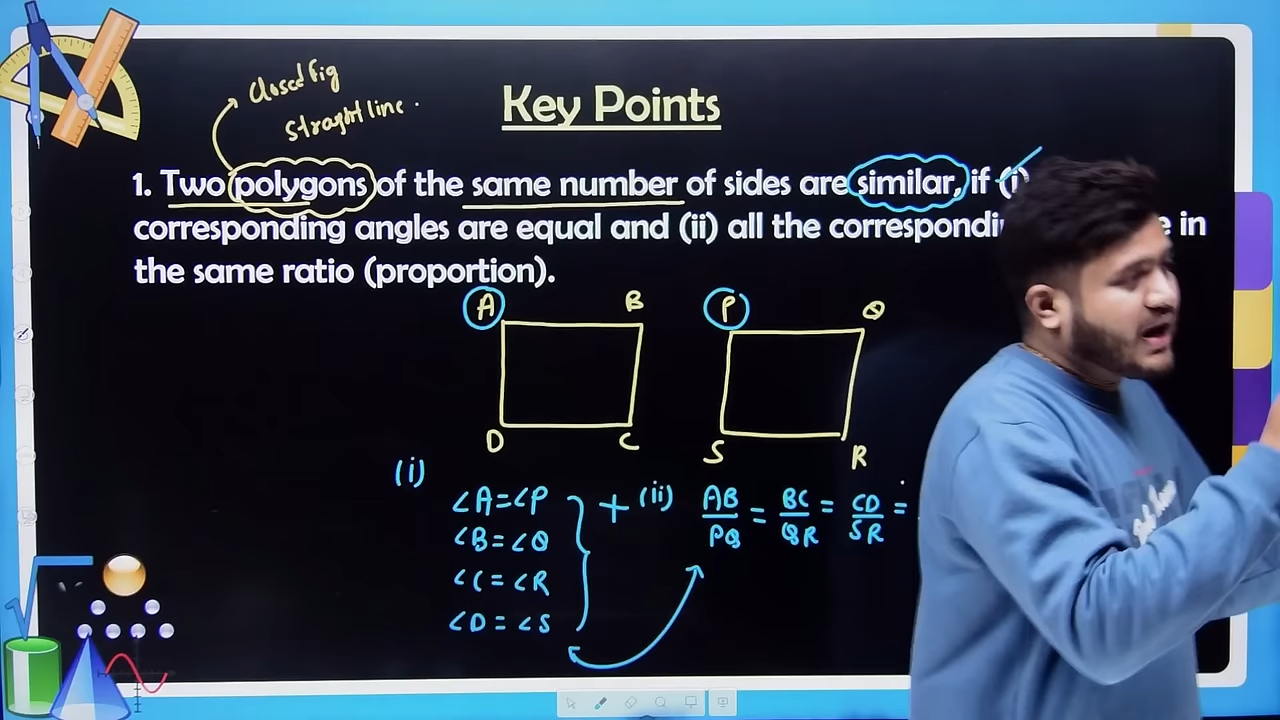 Closed fig
straight line.
Key Points
1. Two polygons of the same number of sides are similar, if (i)
corresponding angles are equal and (ii) all the in
the same ratio (proportion).
A B P Q
D C S R
(i) ∠A=∠P + (ii) AB/PQ = BC/QR = CD/SR =
∠B=∠Q
∠C=∠R
∠D=∠S